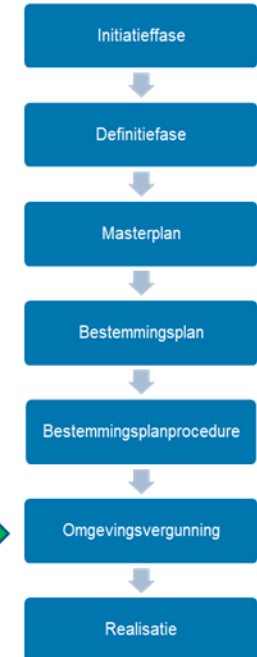 Initiatieffase
Definitiefase
Masterplan
Bestemmingsplan
Bestemmingsplanprocedure
Omgevingsvergunning
Realisatie